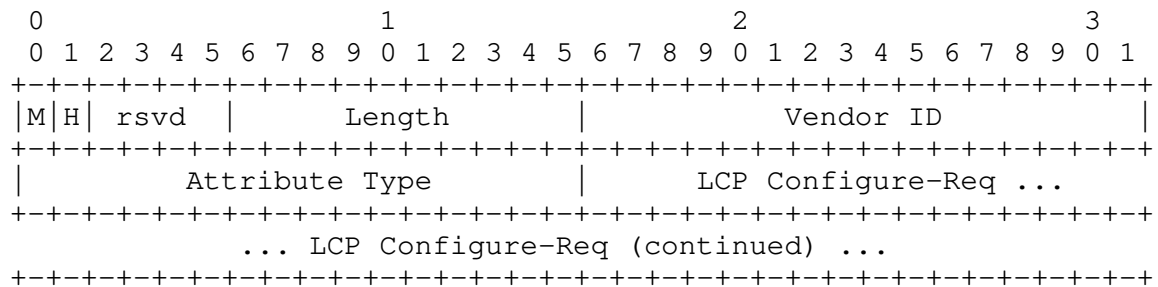 0                   1                   2                   3
 0 1 2 3 4 5 6 7 8 9 0 1 2 3 4 5 6 7 8 9 0 1 2 3 4 5 6 7 8 9 0 1
+-+-+-+-+-+-+-+-+-+-+-+-+-+-+-+-+-+-+-+-+-+-+-+-+-+-+-+-+-+-+-+-+
|M|H| rsvd  |      Length       |           Vendor ID           |
+-+-+-+-+-+-+-+-+-+-+-+-+-+-+-+-+-+-+-+-+-+-+-+-+-+-+-+-+-+-+-+-+
|         Attribute Type        |      LCP Configure-Req ...
+-+-+-+-+-+-+-+-+-+-+-+-+-+-+-+-+-+-+-+-+-+-+-+-+-+-+-+-+-+-+-+-+
             ... LCP Configure-Req (continued) ...
+-+-+-+-+-+-+-+-+-+-+-+-+-+-+-+-+-+-+-+-+-+-+-+-+-+-+-+-+-+-+-+-+